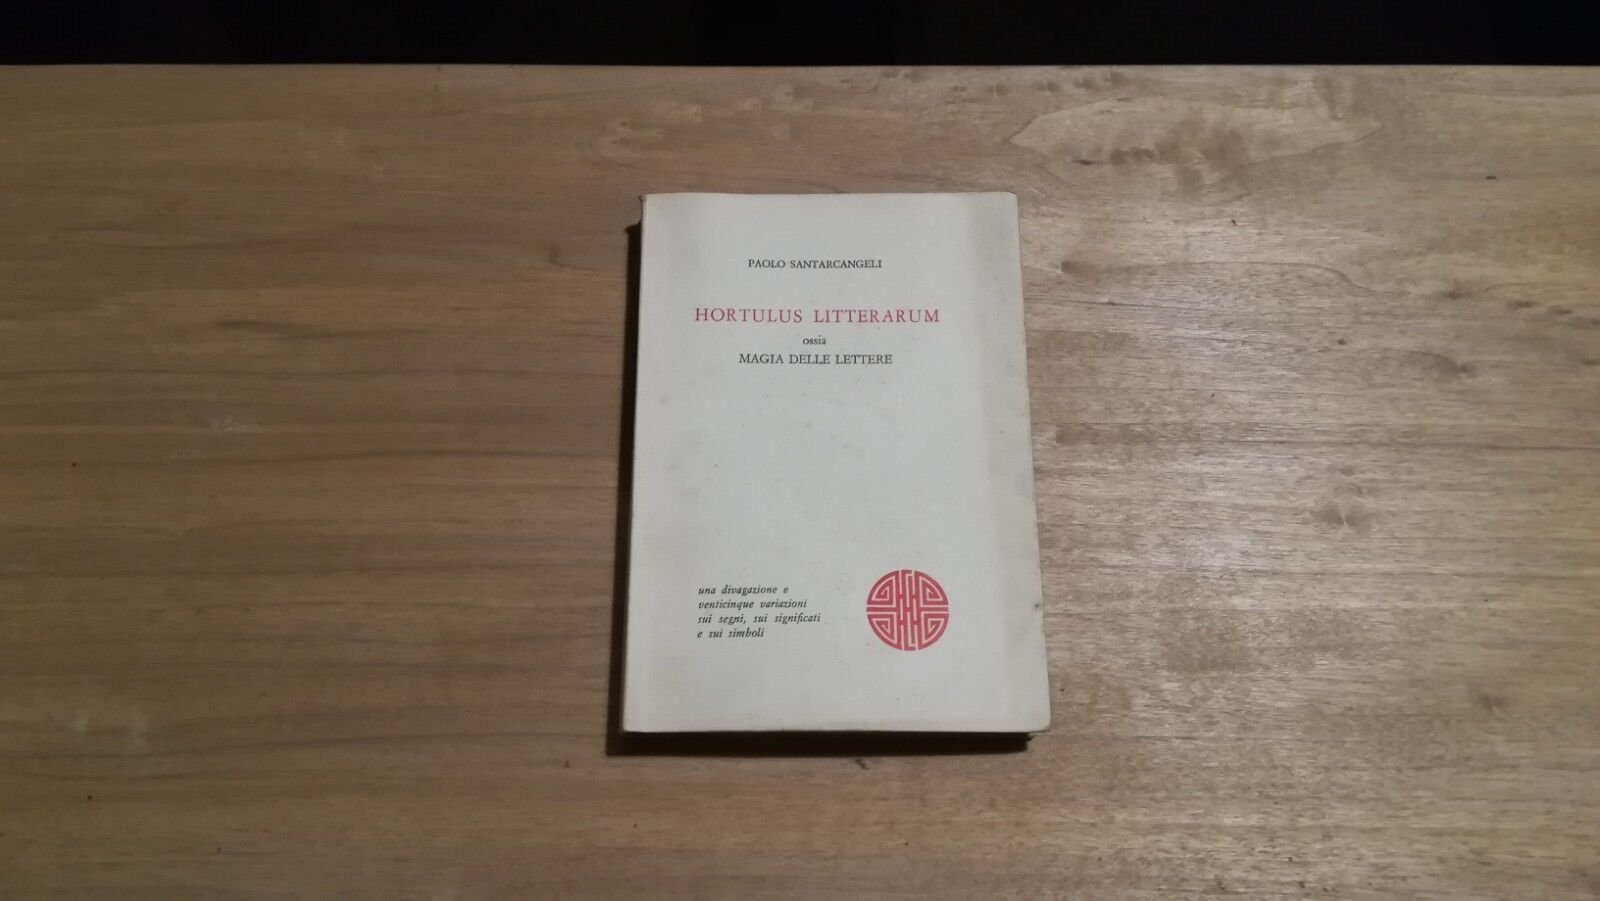 PAOLO SANTARCANGELI
HORTULUS LITTERARUM
ossia
MAGIA DELLE LETTERE
una divagazione e
venticinque variazioni
sui segni, sui significati
e sui simboli